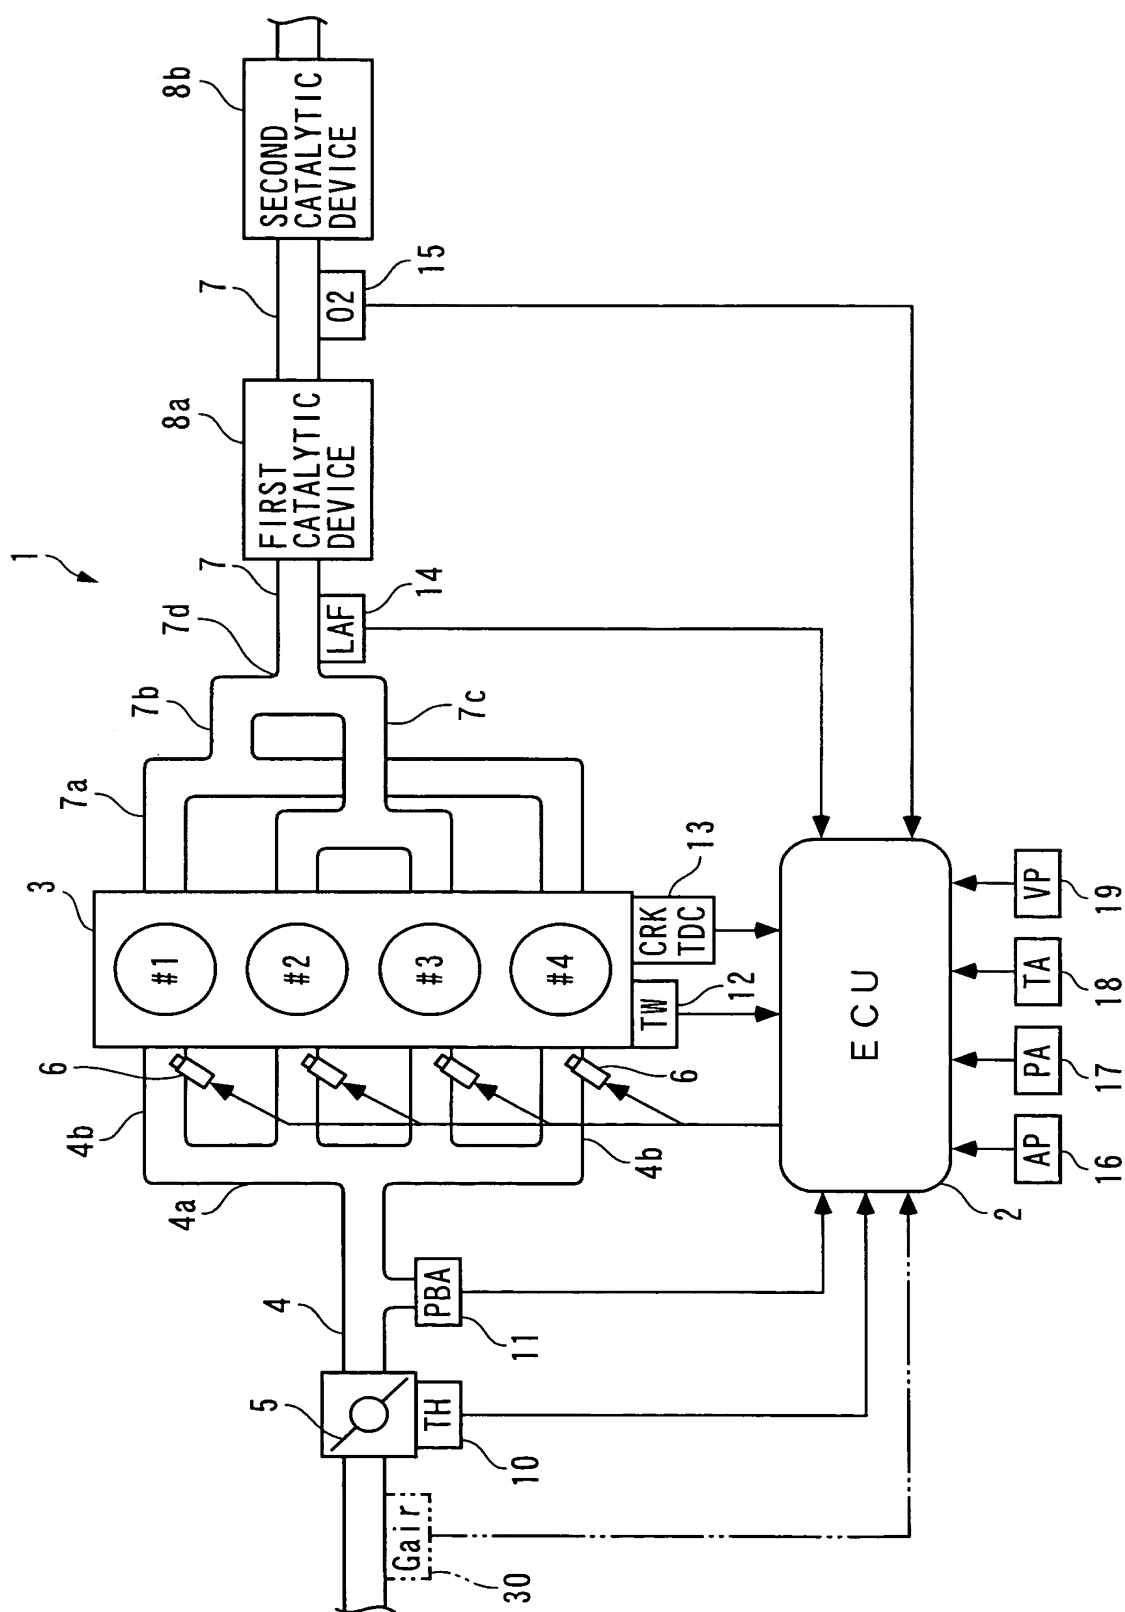 1
3
7a
7b
7d
7
8a
7
8b
FIRST
CATALYTIC
DEVICE
SECOND
CATALYTIC
DEVICE
6
4b
4a
#1
#2
#3
#4
7c
LAF
14
O2
15
4
5
PBA
11
TH
10
Gair
30
4b
6
TW
12
CRK
TDC
13
ECU
2
AP
16
PA
17
TA
18
VP
19